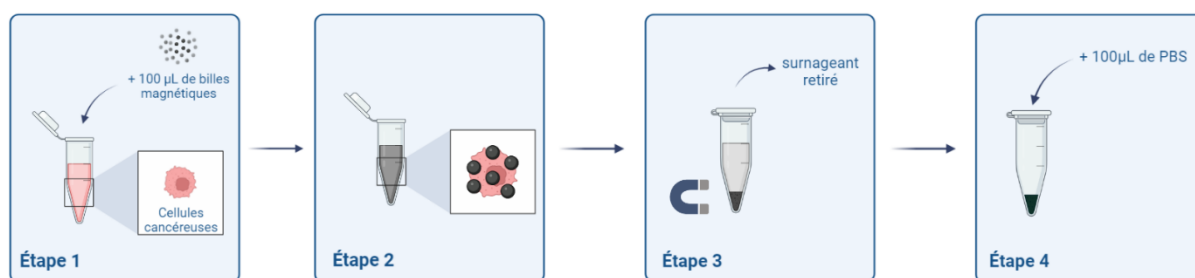 + 100 µL de billes
magnétiques
Cellules
cancéreuses
Étape 1
Étape 2
surnageant
retiré
Étape 3
+ 100µL de PBS
Étape 4